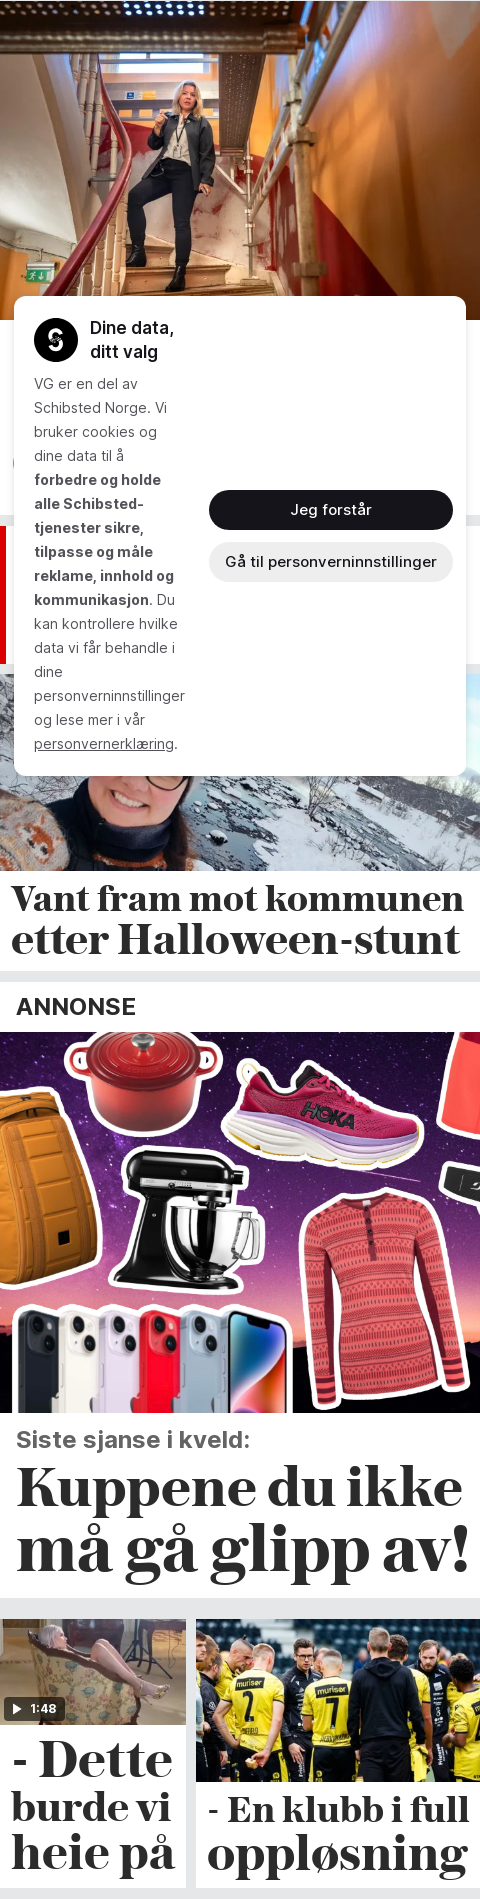 Dine data,
ditt valg
VG er en del av
Schibsted Norge. Vi
bruker cookies og
dine data til å
forbedre og holde
alle Schibsted-
tjenester sikre,
tilpasse og måle
reklame, innhold og
kommunikasjon. Du
kan kontrollere hvilke
data vi får behandle i
dine
personverninnstillinger
og lese mer i vår
personvernerklæring.
Jeg forstår
Gå til personverninnstillinger
Vant fram mot kommunen
etter Halloween-stunt
ANNONSE
HOKA
Siste sjanse i kveld:
Kuppene du ikke
må gå glipp av!
1:48
- Dette
burde vi
heie på
muriser
2
muriser
7
- En klubb i full
oppløsning